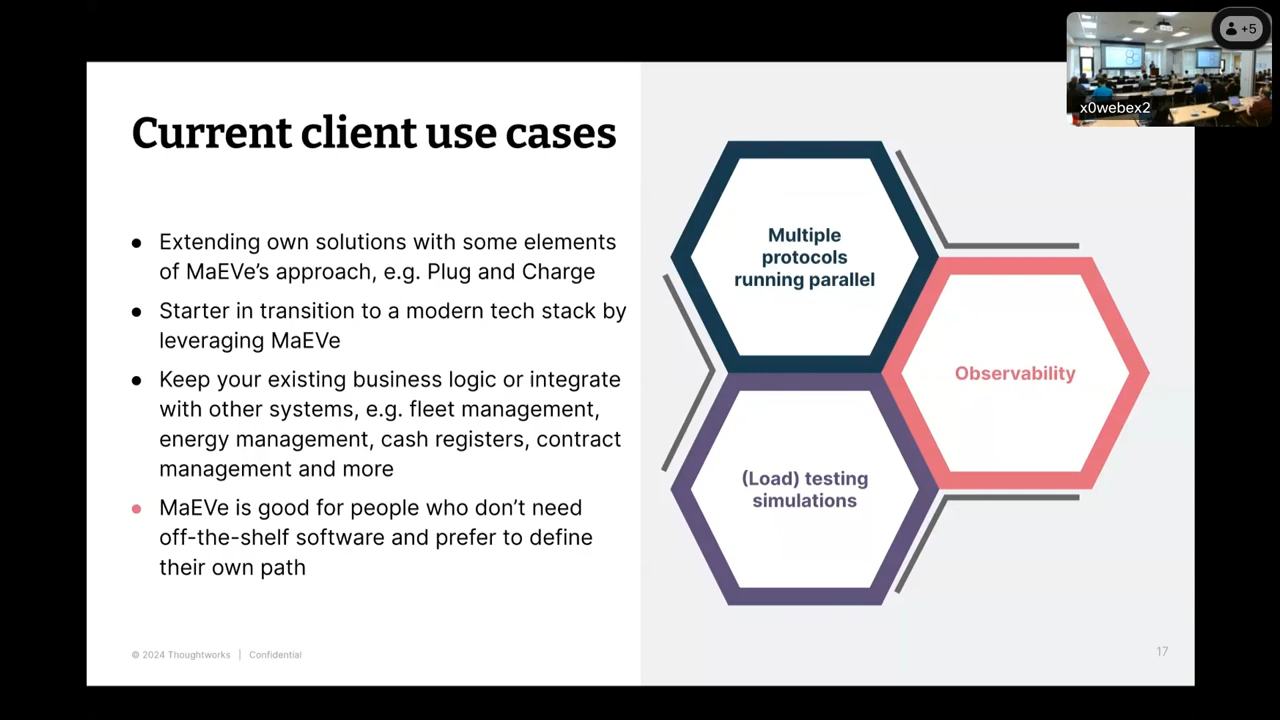 Current client use cases
● Extending own solutions with some elements
of MaEVe’s approach, e.g. Plug and Charge
● Starter in transition to a modern tech stack by
leveraging MaEVe
● Keep your existing business logic or integrate
with other systems, e.g. fleet management,
energy management, cash registers, contract
management and more
● MaEVe is good for people who don’t need
off-the-shelf software and prefer to define
their own path
Multiple
protocols
running parallel
Observability
(Load) testing
simulations
© 2024 Thoughtworks | Confidential
17
+5
x0webex2